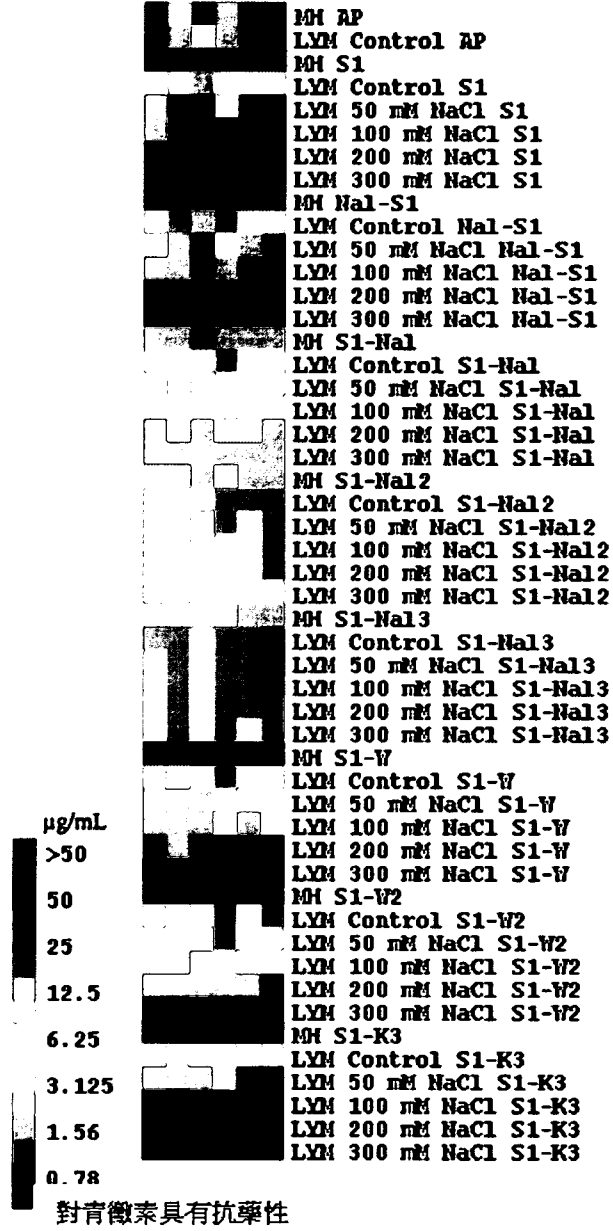 MH AP
LYM Control AP
MH S1
LYM Control S1
LYM 50 mM NaCl S1
LYM 100 mM NaCl S1
LYM 200 mM NaCl S1
LYM 300 mM NaCl S1
MH Nal-S1
LYM Control Nal-S1
LYM 50 mM NaCl Nal-S1
LYM 100 mM NaCl Nal-S1
LYM 200 mM NaCl Nal-S1
LYM 300 mM NaCl Nal-S1
MH S1-Nal
LYM Control S1-Nal
LYM 50 mM NaCl S1-Nal
LYM 100 mM NaCl S1-Nal
LYM 200 mM NaCl S1-Nal
LYM 300 mM NaCl S1-Nal
MH S1-Nal2
LYM Control S1-Nal2
LYM 50 mM NaCl S1-Nal2
LYM 100 mM NaCl S1-Nal2
LYM 200 mM NaCl S1-Nal2
LYM 300 mM NaCl S1-Nal2
MH S1-Nal3
LYM Control S1-Nal3
LYM 50 mM NaCl S1-Nal3
LYM 100 mM NaCl S1-Nal3
LYM 200 mM NaCl S1-Nal3
LYM 300 mM NaCl S1-Nal3
MH S1-W
LYM Control S1-W
LYM 50 mM NaCl S1-W
LYM 100 mM NaCl S1-W
LYM 200 mM NaCl S1-W
LYM 300 mM NaCl S1-W
MH S1-W2
LYM Control S1-W2
LYM 50 mM NaCl S1-W2
LYM 100 mM NaCl S1-W2
LYM 200 mM NaCl S1-W2
LYM 300 mM NaCl S1-W2
MH S1-K3
LYM Control S1-K3
LYM 50 mM NaCl S1-K3
LYM 100 mM NaCl S1-K3
LYM 200 mM NaCl S1-K3
LYM 300 mM NaCl S1-K3
µg/mL
>50
50
25
12.5
6.25
3.125
1.56
0.78
對青黴素具有抗藥性